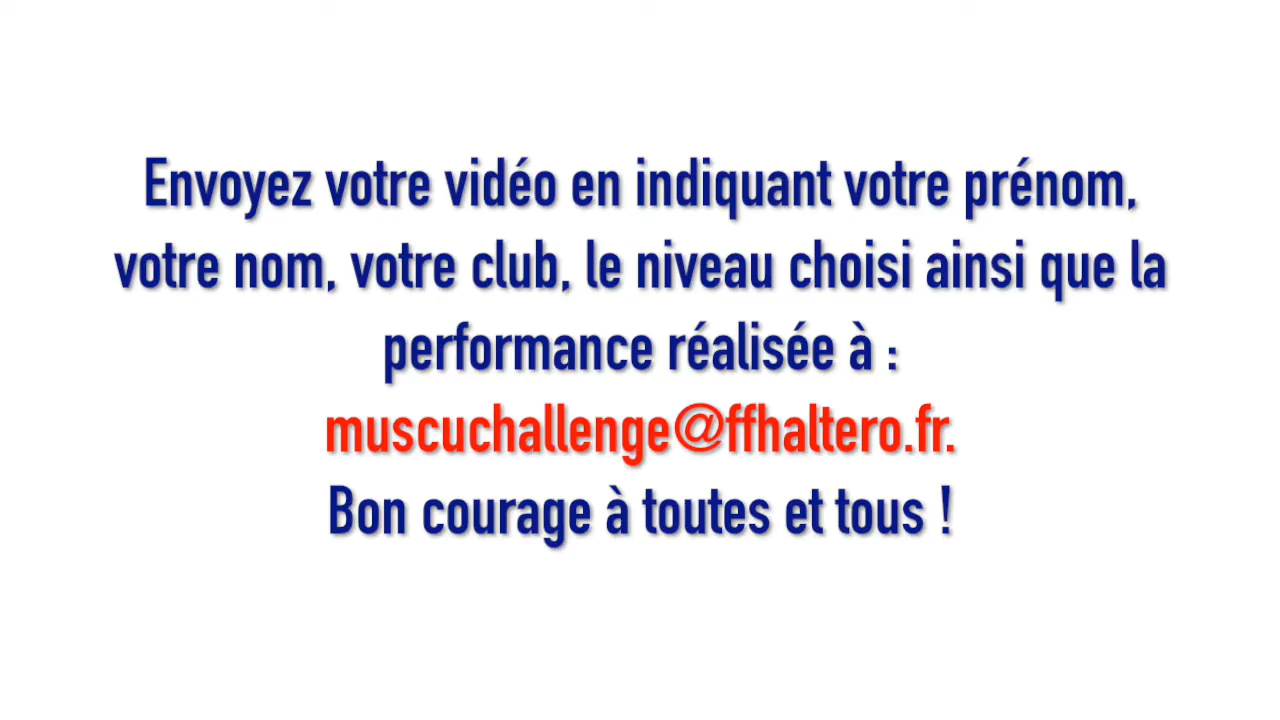 Envoyez votre vidéo en indiquant votre prénom,
votre nom, votre club, le niveau choisi ainsi que la
performance réalisée à :
muscuchallenge@ffhaltero.fr.
Bon courage à toutes et tous !